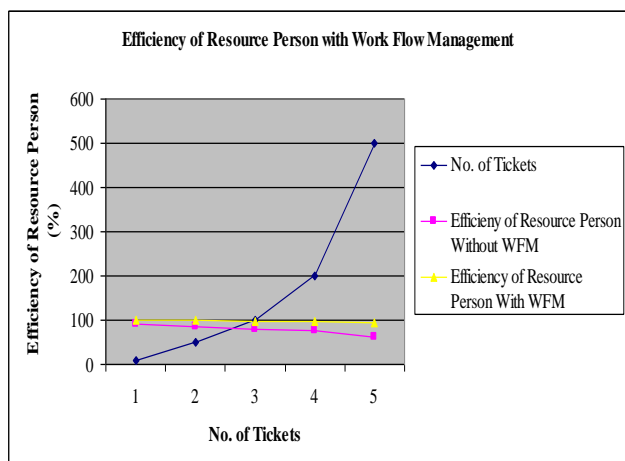 Efficiency of Resource Person with Work Flow Management
Efficiency of Resource Person
(%)
600
500
400
300
200
100
0
1 2 3 4 5
No. of Tickets
No. of Tickets
Efficieny of Resource Person
Without WFM
Efficiency of Resource
Person With WFM